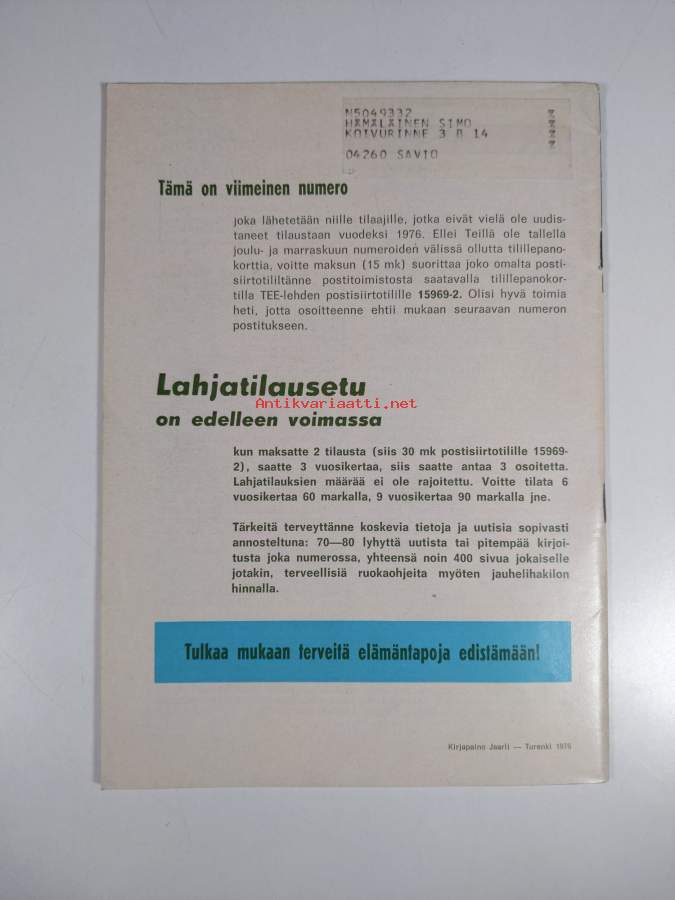 N5049332
HÄMÄLÄINEN SIMO
KOIVURINNE 3 B 14
04260 SAVIO
Tämä on viimeinen numero
joka lähetetään niille tilaajille, jotka eivät vielä ole uudis-
taneet tilaustaan vuodeksi 1976. Ellei Teillä ole tallella
joulu- ja marraskuun numeroiden välissä ollutta tilillepano-
korttia, voitte maksun (15 mk) suorittaa joko omalta posti-
siirtotililtänne postitoimistosta saatavalla tilillepanokor-
tilla TEE-lehden postisiirtotilille 15969-2. Olisi hyvä toimia
heti, jotta osoitteenne ehtii mukaan seuraavan numeron
postitukseen.
Lahjatilausetu
Antikvariaatti.net
on edelleen voimassa
kun maksatte 2 tilausta (siis 30 mk postisiirtotilille 15969-
2), saatte 3 vuosikertaa, siis saatte antaa 3 osoitetta.
Lahjatilauksien määrää ei ole rajoitettu. Voitte tilata 6
vuosikertaa 60 markalla, 9 vuosikertaa 90 markalla jne.
Tärkeitä terveyttänne koskevia tietoja ja uutisia sopivasti
annosteltuna: 70—80 lyhyttä uutista tai pitempää kirjoi-
tusta joka numerossa, yhteensä noin 400 sivua jokaiselle
jotakin, terveellisiä ruokaohjeita myöten jauhelihakilon
hinnalla.
Tulkaa mukaan terveitä elämäntapoja edistämään!
Kirjapaino Jaarli — Turenki 1975